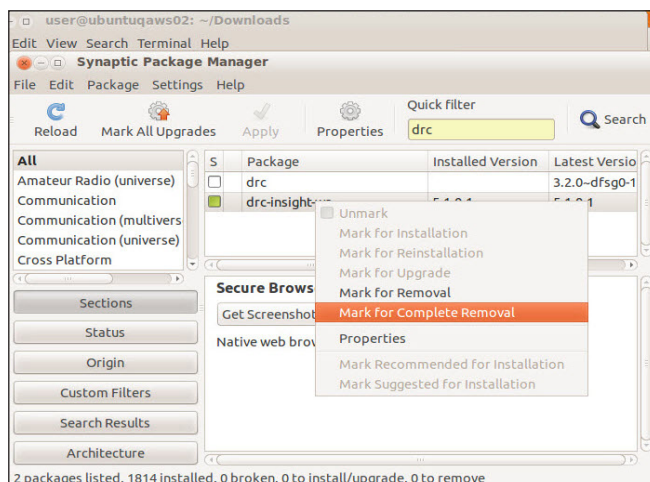 user@ubuntuqaws02: ~/Downloads
Edit View Search Terminal Help
Synaptic Package Manager
File Edit Package Settings Help
Reload Mark All Upgrades Apply Properties Quick filter Search
drc
All
Amateur Radio (universe)
Communication
Communication (multivers
Communication (universe)
Cross Platform
S Package Installed Version Latest Versio
drc 3.2.0~dfsg0-1
drc-insight-
Unmark
Mark for Installation
Mark for Reinstallation
Mark for Upgrade
Mark for Removal
Mark for Complete Removal
Properties
Mark Recommended for Installation
Mark Suggested for Installation
Secure Brows
Get Screenshot
Native web brov
Sections
Status
Origin
Custom Filters
Search Results
Architecture
2 packages listed, 1814 installed, 0 broken, 0 to install/upgrade, 0 to remove